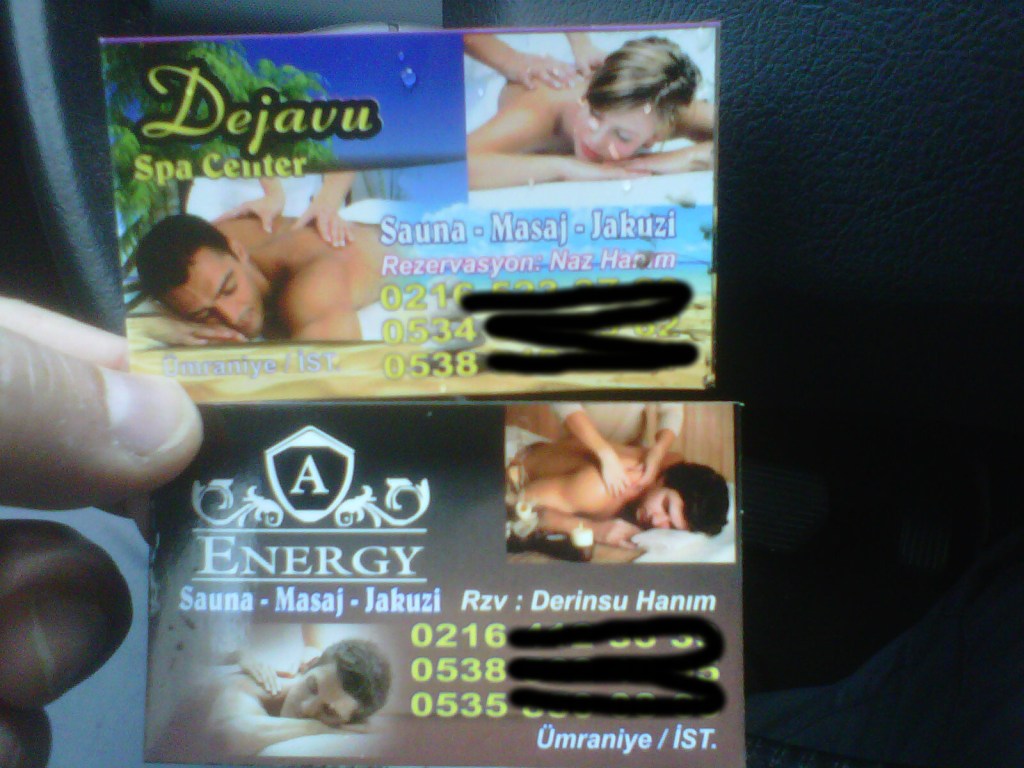 Dejavu
Spa Center
Sauna - Masaj - Jakuzi
Rezervasyon: Naz Hanım
0216
0534
0538
Ümraniye / İST.
A
ENERGY
Sauna - Masaj - Jakuzi
Rzv : Derinsu Hanım
0216
0538
0535
Ümraniye / İST.